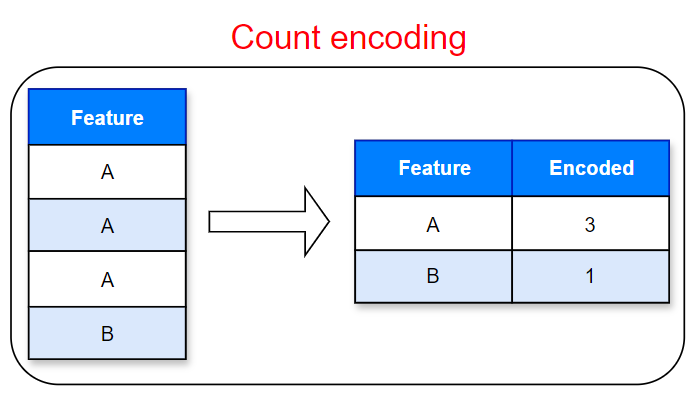 Count encoding
Feature
A
A
A
B
Feature Encoded
A 3
B 1